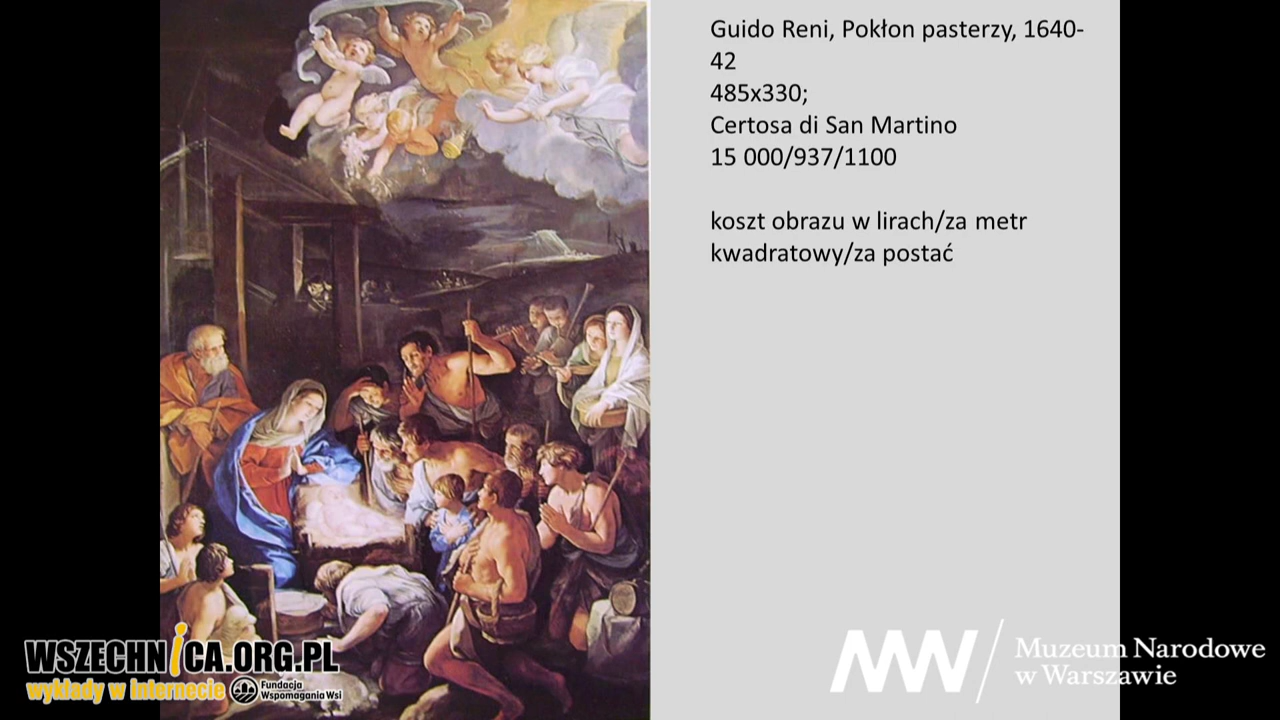 Guido Reni, Pokłon pasterzy, 1640-
42
485x330;
Certosa di San Martino
15 000/937/1100
koszt obrazu w lirach/za metr
kwadratowy/za postać
WSZECHNICA.ORG.PL
wykłady w internecie
Fundacja
Wspomagania Wsi
MNW
Muzeum Narodowe
w Warszawie